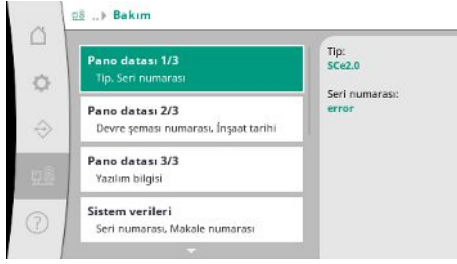 ..▸ Bakım
Pano datası 1/3
Tip. Seri numarası
Pano datası 2/3
Devre şeması numarası, İnşaat tarihi
Pano datası 3/3
Yazılım bilgisi
Sistem verileri
Seri numarası, Makale numarası
Tip:
SCe2.0
Seri numarası:
error
?